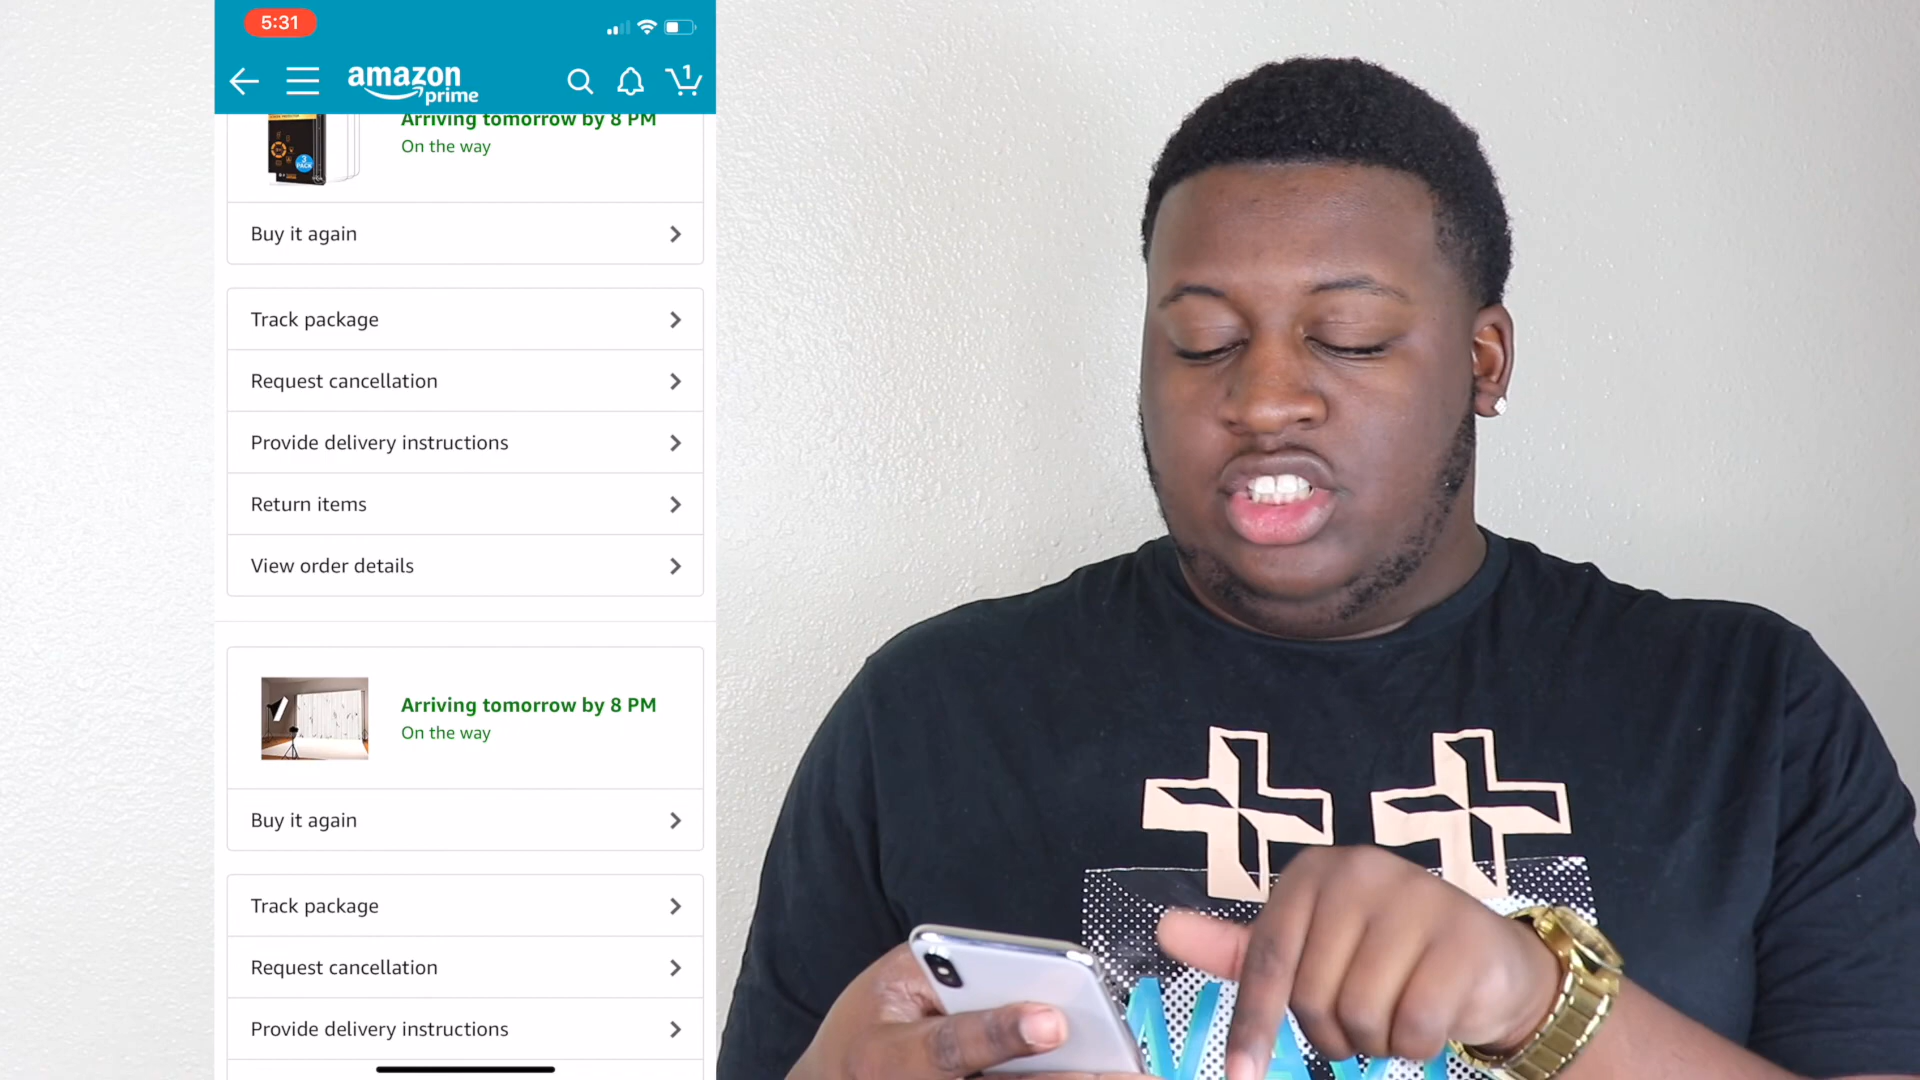 5:31
amazon
prime
1
Arriving tomorrow by 8 PM
On the way
3
PACK
Buy it again
Track package
Request cancellation
Provide delivery instructions
Return items
View order details
Arriving tomorrow by 8 PM
On the way
Buy it again
Track package
Request cancellation
Provide delivery instructions